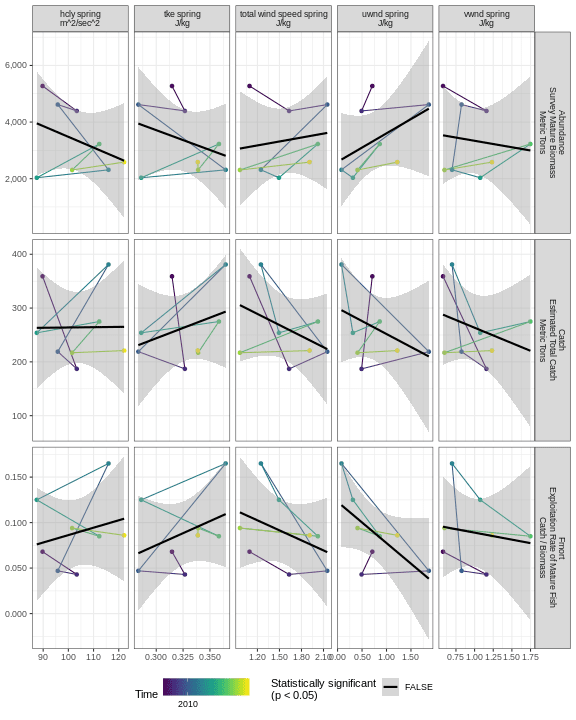 hcly spring
m^2/sec^2
tke spring
J/kg
total wind speed spring
J/kg
uwnd spring
J/kg
vwnd spring
J/kg
6,000
4,000
2,000
Abundance
Survey Mature Biomass
Metric Tons
400
300
200
100
Catch
Estimated Total Catch
Metric Tons
0.150
0.100
0.050
0.000
Fmort
Exploitation Rate of Mature Fish
Catch / Biomass
90 100 110 120
0.300 0.325 0.350
1.20 1.50 1.80 2.10
0.00 0.50 1.00 1.50
0.75 1.00 1.25 1.50 1.75
Time
2010
Statistically significant
(p < 0.05)
FALSE